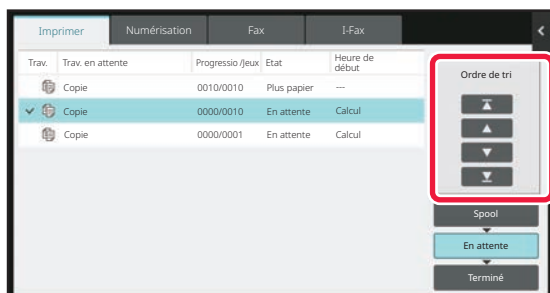 Imprimer Numérisation Fax I-Fax
Trav. Trav. en attente Progressio /Jeux Etat Heure de début
Copie 0010/0010 Plus papier ---
Copie 0000/0010 En attente Calcul
Copie 0000/0001 En attente Calcul
Ordre de tri
Spool
En attente
Terminé